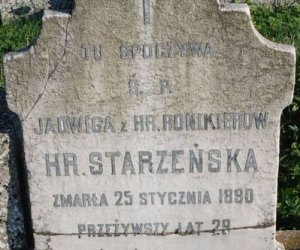 TU SPOCZYWA
Ś. P.
JADWIGA z HR. RONIKIERÓW
HR. STARZEŃSKA
ZMARŁA 25 STYCZNIA 1890
PRZEŻYWSZY LAT 29